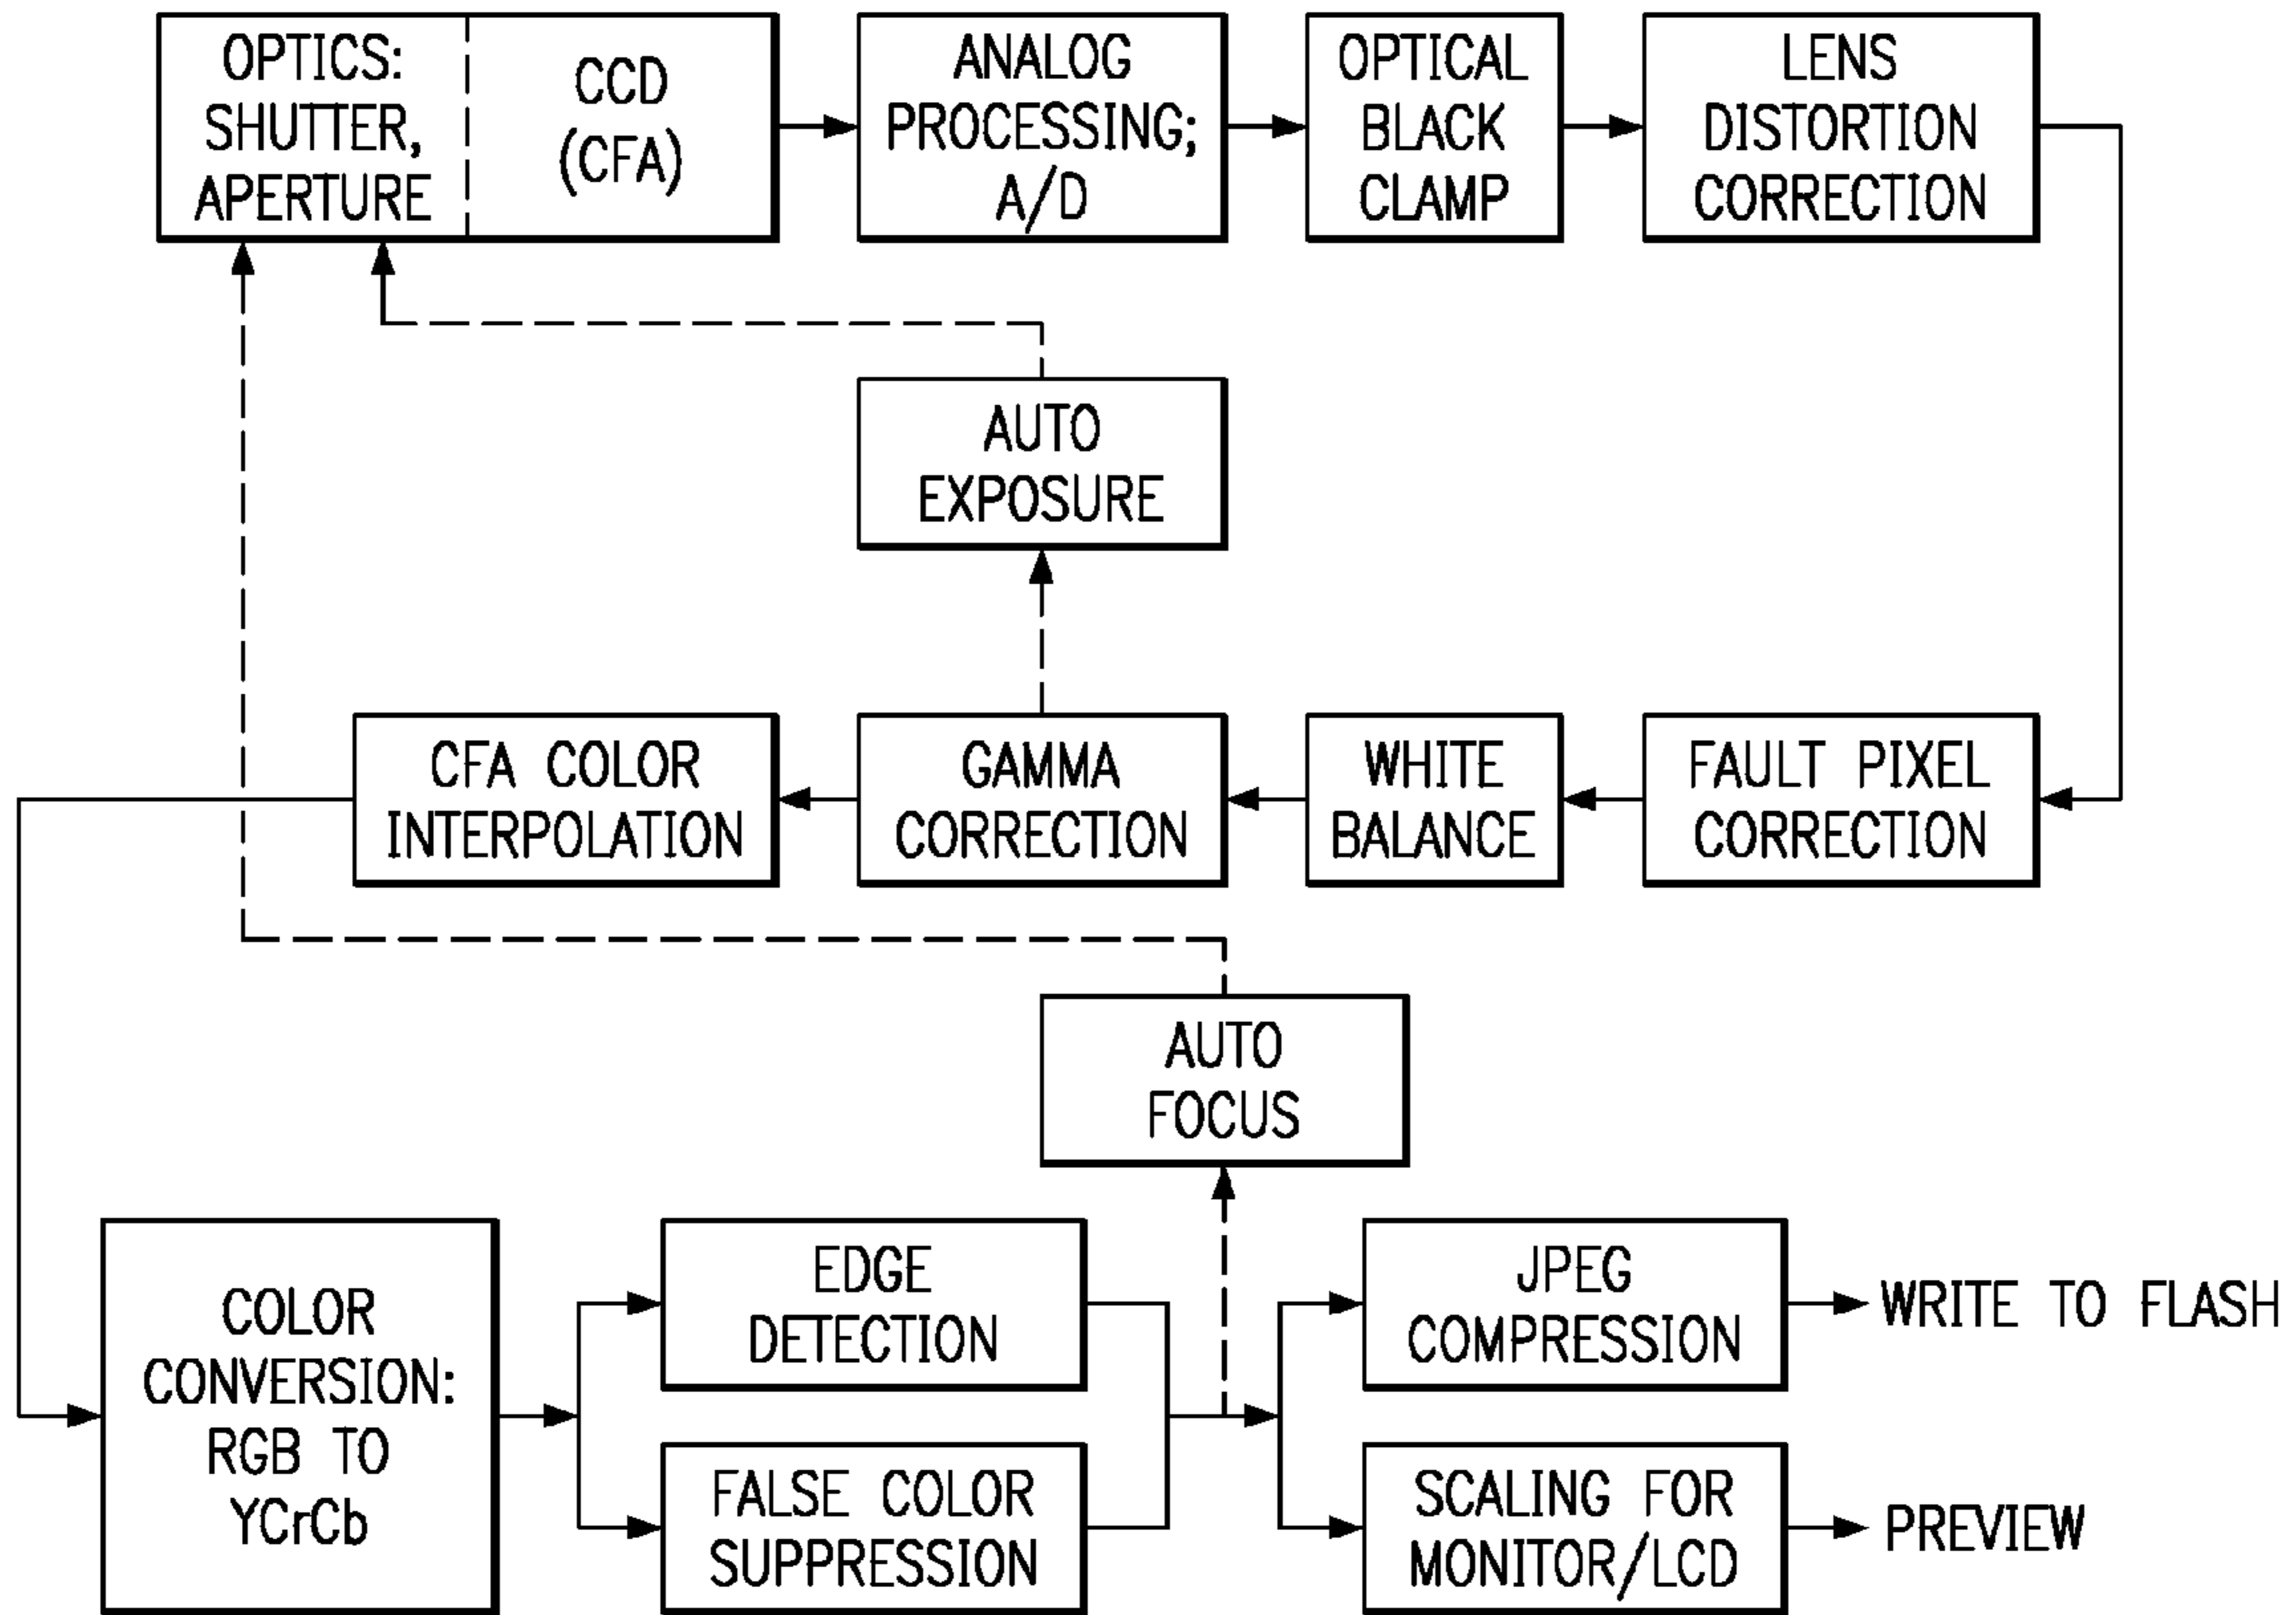 OPTICS:
SHUTTER,
APERTURE
CCD
(CFA)
ANALOG
PROCESSING;
A/D
OPTICAL
BLACK
CLAMP
LENS
DISTORTION
CORRECTION
AUTO
EXPOSURE
CFA COLOR
INTERPOLATION
GAMMA
CORRECTION
WHITE
BALANCE
FAULT PIXEL
CORRECTION
AUTO
FOCUS
COLOR
CONVERSION:
RGB TO
YCrCb
EDGE
DETECTION
FALSE COLOR
SUPPRESSION
JPEG
COMPRESSION
WRITE TO FLASH
SCALING FOR
MONITOR/LCD
PREVIEW